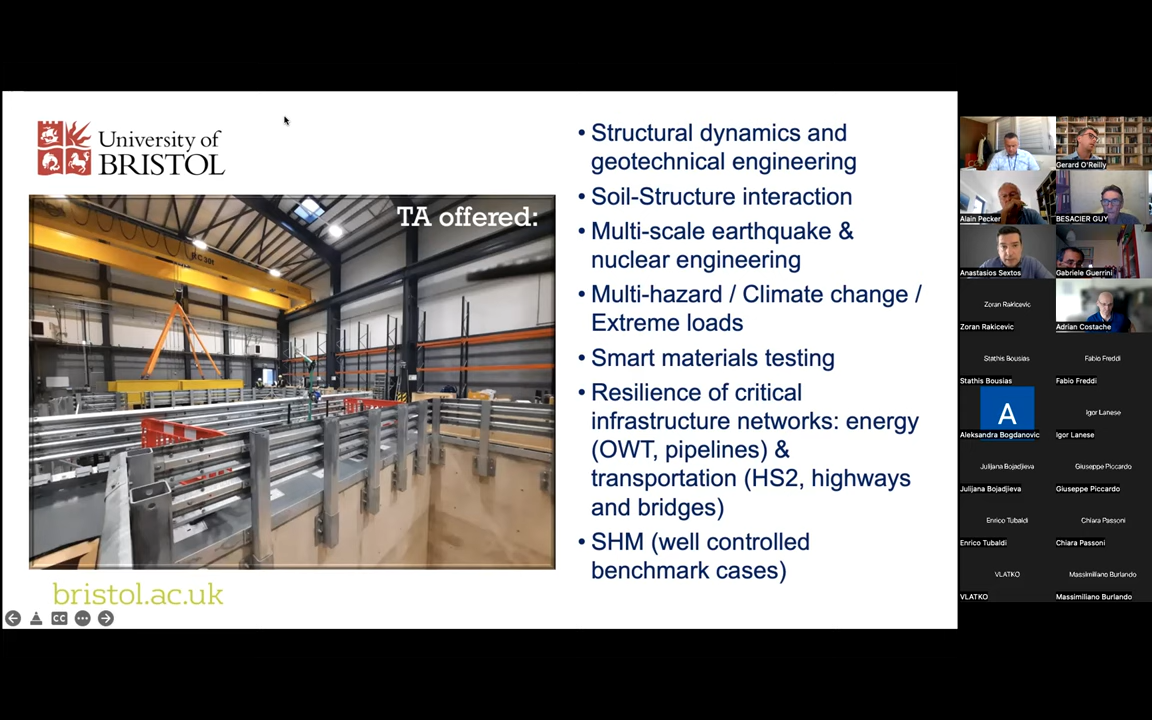 University of
BRISTOL
TA offered:
bristol.ac.uk
CC
• Structural dynamics and
geotechnical engineering
• Soil-Structure interaction
• Multi-scale earthquake &
nuclear engineering
• Multi-hazard / Climate change /
Extreme loads
• Smart materials testing
• Resilience of critical
infrastructure networks: energy
(OWT, pipelines) &
transportation (HS2, highways
and bridges)
• SHM (well controlled
benchmark cases)
Gerard O'Reilly
Alain Pecker
BESACIER GUY
Anastasios Sextos
Gabriele Guerrini
Zoran Rakicevic
Zoran Rakicevic
Adrian Costache
Stathis Bousias
Fabio Freddi
Stathis Bousias
Fabio Freddi
A
Igor Lanese
Aleksandra Bogdanovic
Igor Lanese
Julijana Bojadjieva
Giuseppe Piccardo
Julijana Bojadjieva
Giuseppe Piccardo
Enrico Tubaldi
Chiara Passoni
Enrico Tubaldi
Chiara Passoni
VLATKO
Massimiliano Burlando
VLATKO
Massimiliano Burlando